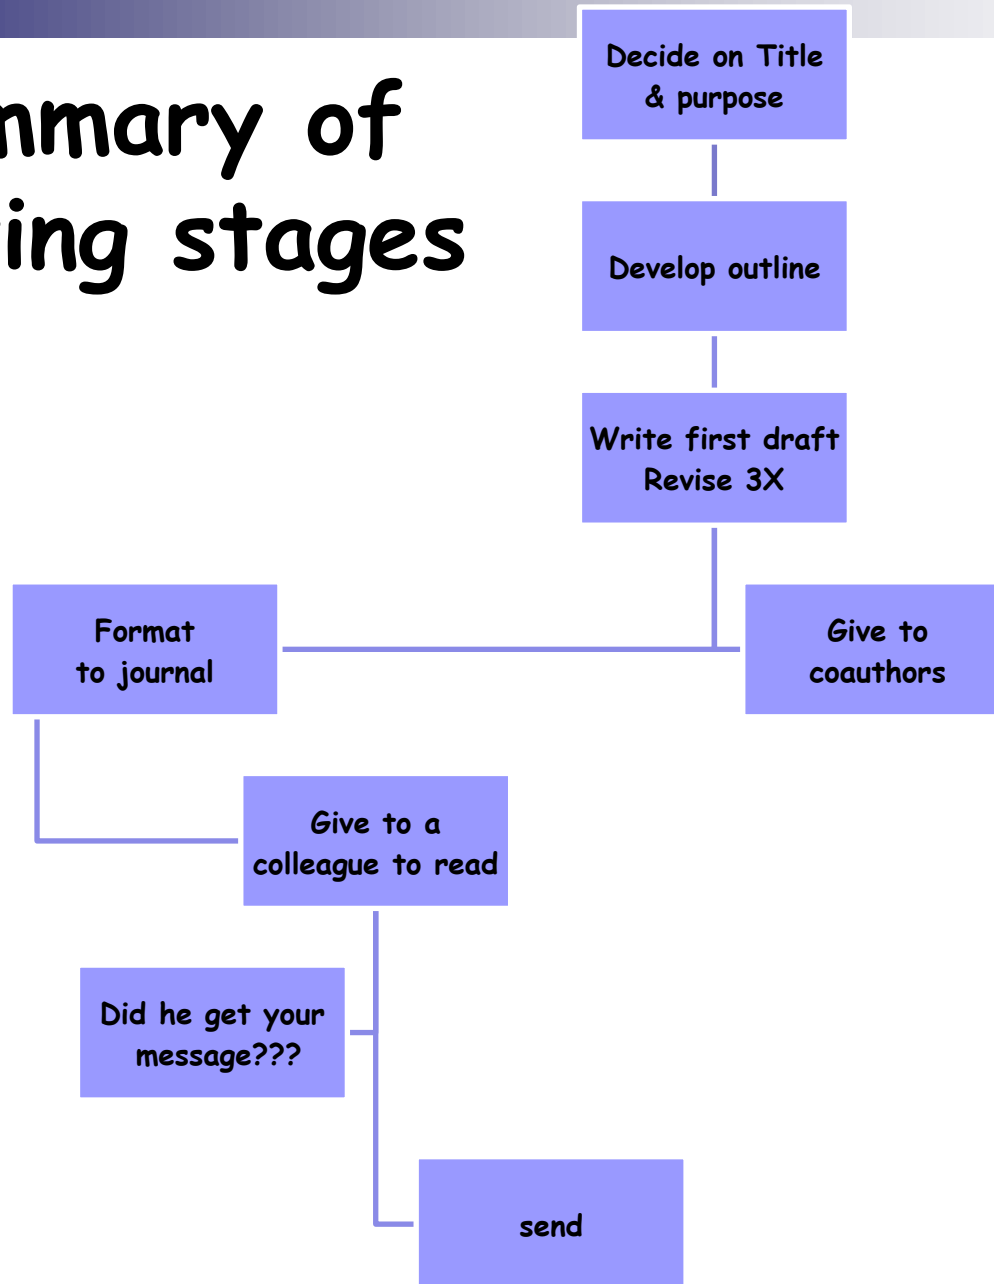 mmary of
ing stages
Decide on Title
& purpose
Develop outline
Write first draft
Revise 3X
Format
to journal
Give to
coauthors
Give to a
colleague to read
Did he get your
message???
send